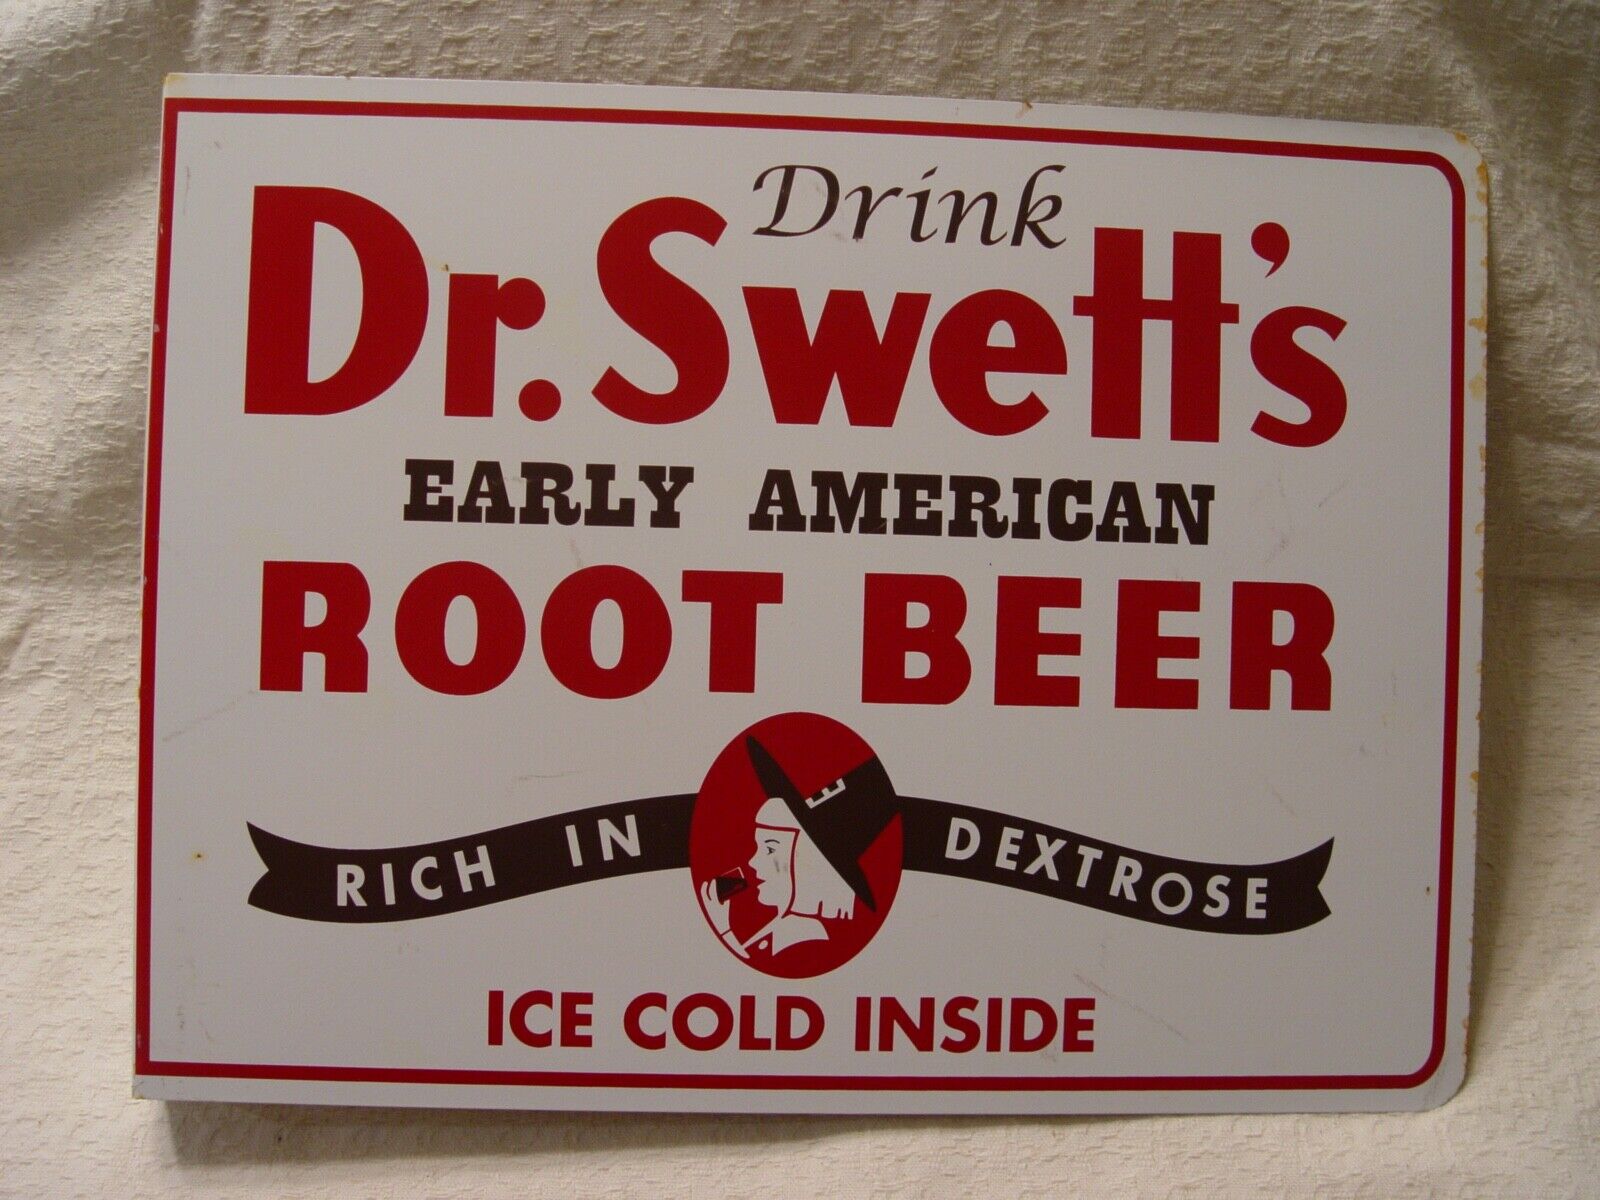 Drink
Dr. Swett's
EARLY AMERICAN
ROOT BEER
RICH IN DEXTROSE
ICE COLD INSIDE